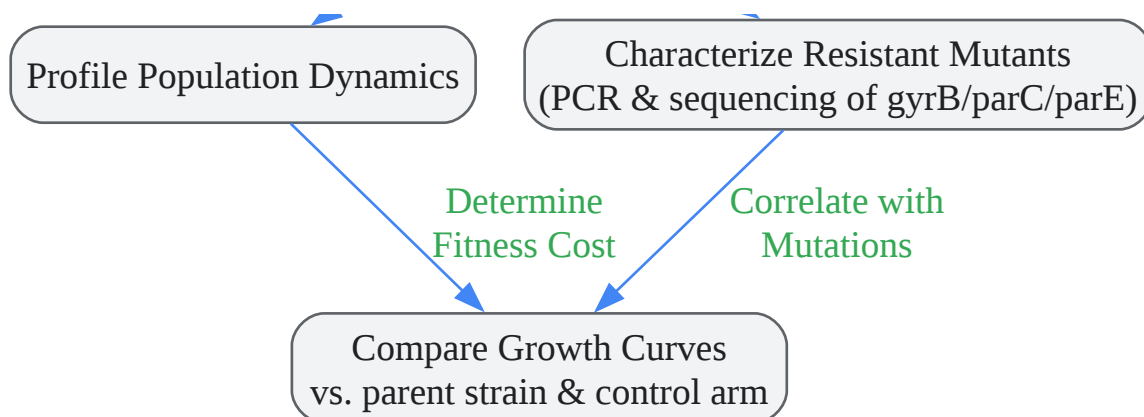 Profile Population Dynamics
Characterize Resistant Mutants
(PCR & sequencing of gyrB/parC/parE)
Determine
Fitness Cost
Correlate with
Mutations
Compare Growth Curves
vs. parent strain & control arm